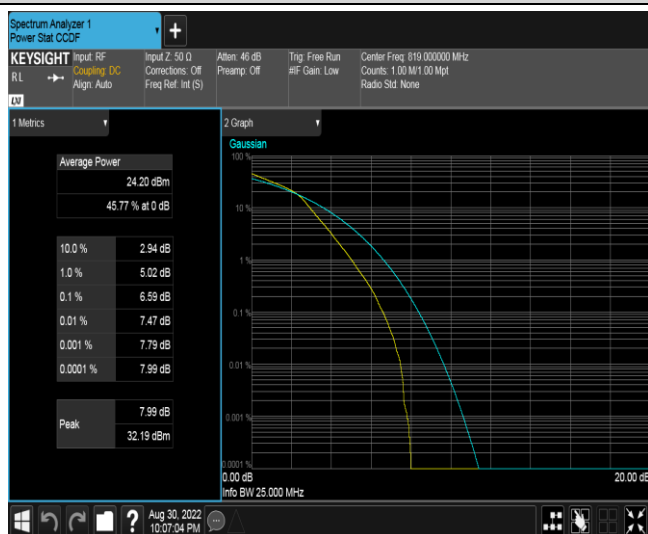 Spectrum Analyzer 1
Power Stat CCDF
KEYSIGHT
RL
LXI
Input: RF
Coupling: DC
Align: Auto
Input Z: 50 Ω
Corrections: Off
Freq Ref: Int (S)
Atten: 46 dB
Preamp: Off
Trig: Free Run
#IF Gain: Low
Center Freq: 819.000000 MHz
Counts: 1.00 M/1.00 Mpt
Radio Std: None
1 Metrics
Average Power
24.20 dBm
45.77 % at 0 dB
10.0 % 2.94 dB
1.0 % 5.02 dB
0.1 % 6.59 dB
0.01 % 7.47 dB
0.001 % 7.79 dB
0.0001 % 7.99 dB
Peak 7.99 dB
32.19 dBm
2 Graph
Gaussian
100 %
10 %
1 %
0.1 %
0.01 %
0.001 %
0.0001 %
0.00 dB
20.00 dB
Info BW 25.000 MHz
?
Aug 30, 2022
10:07:04 PM